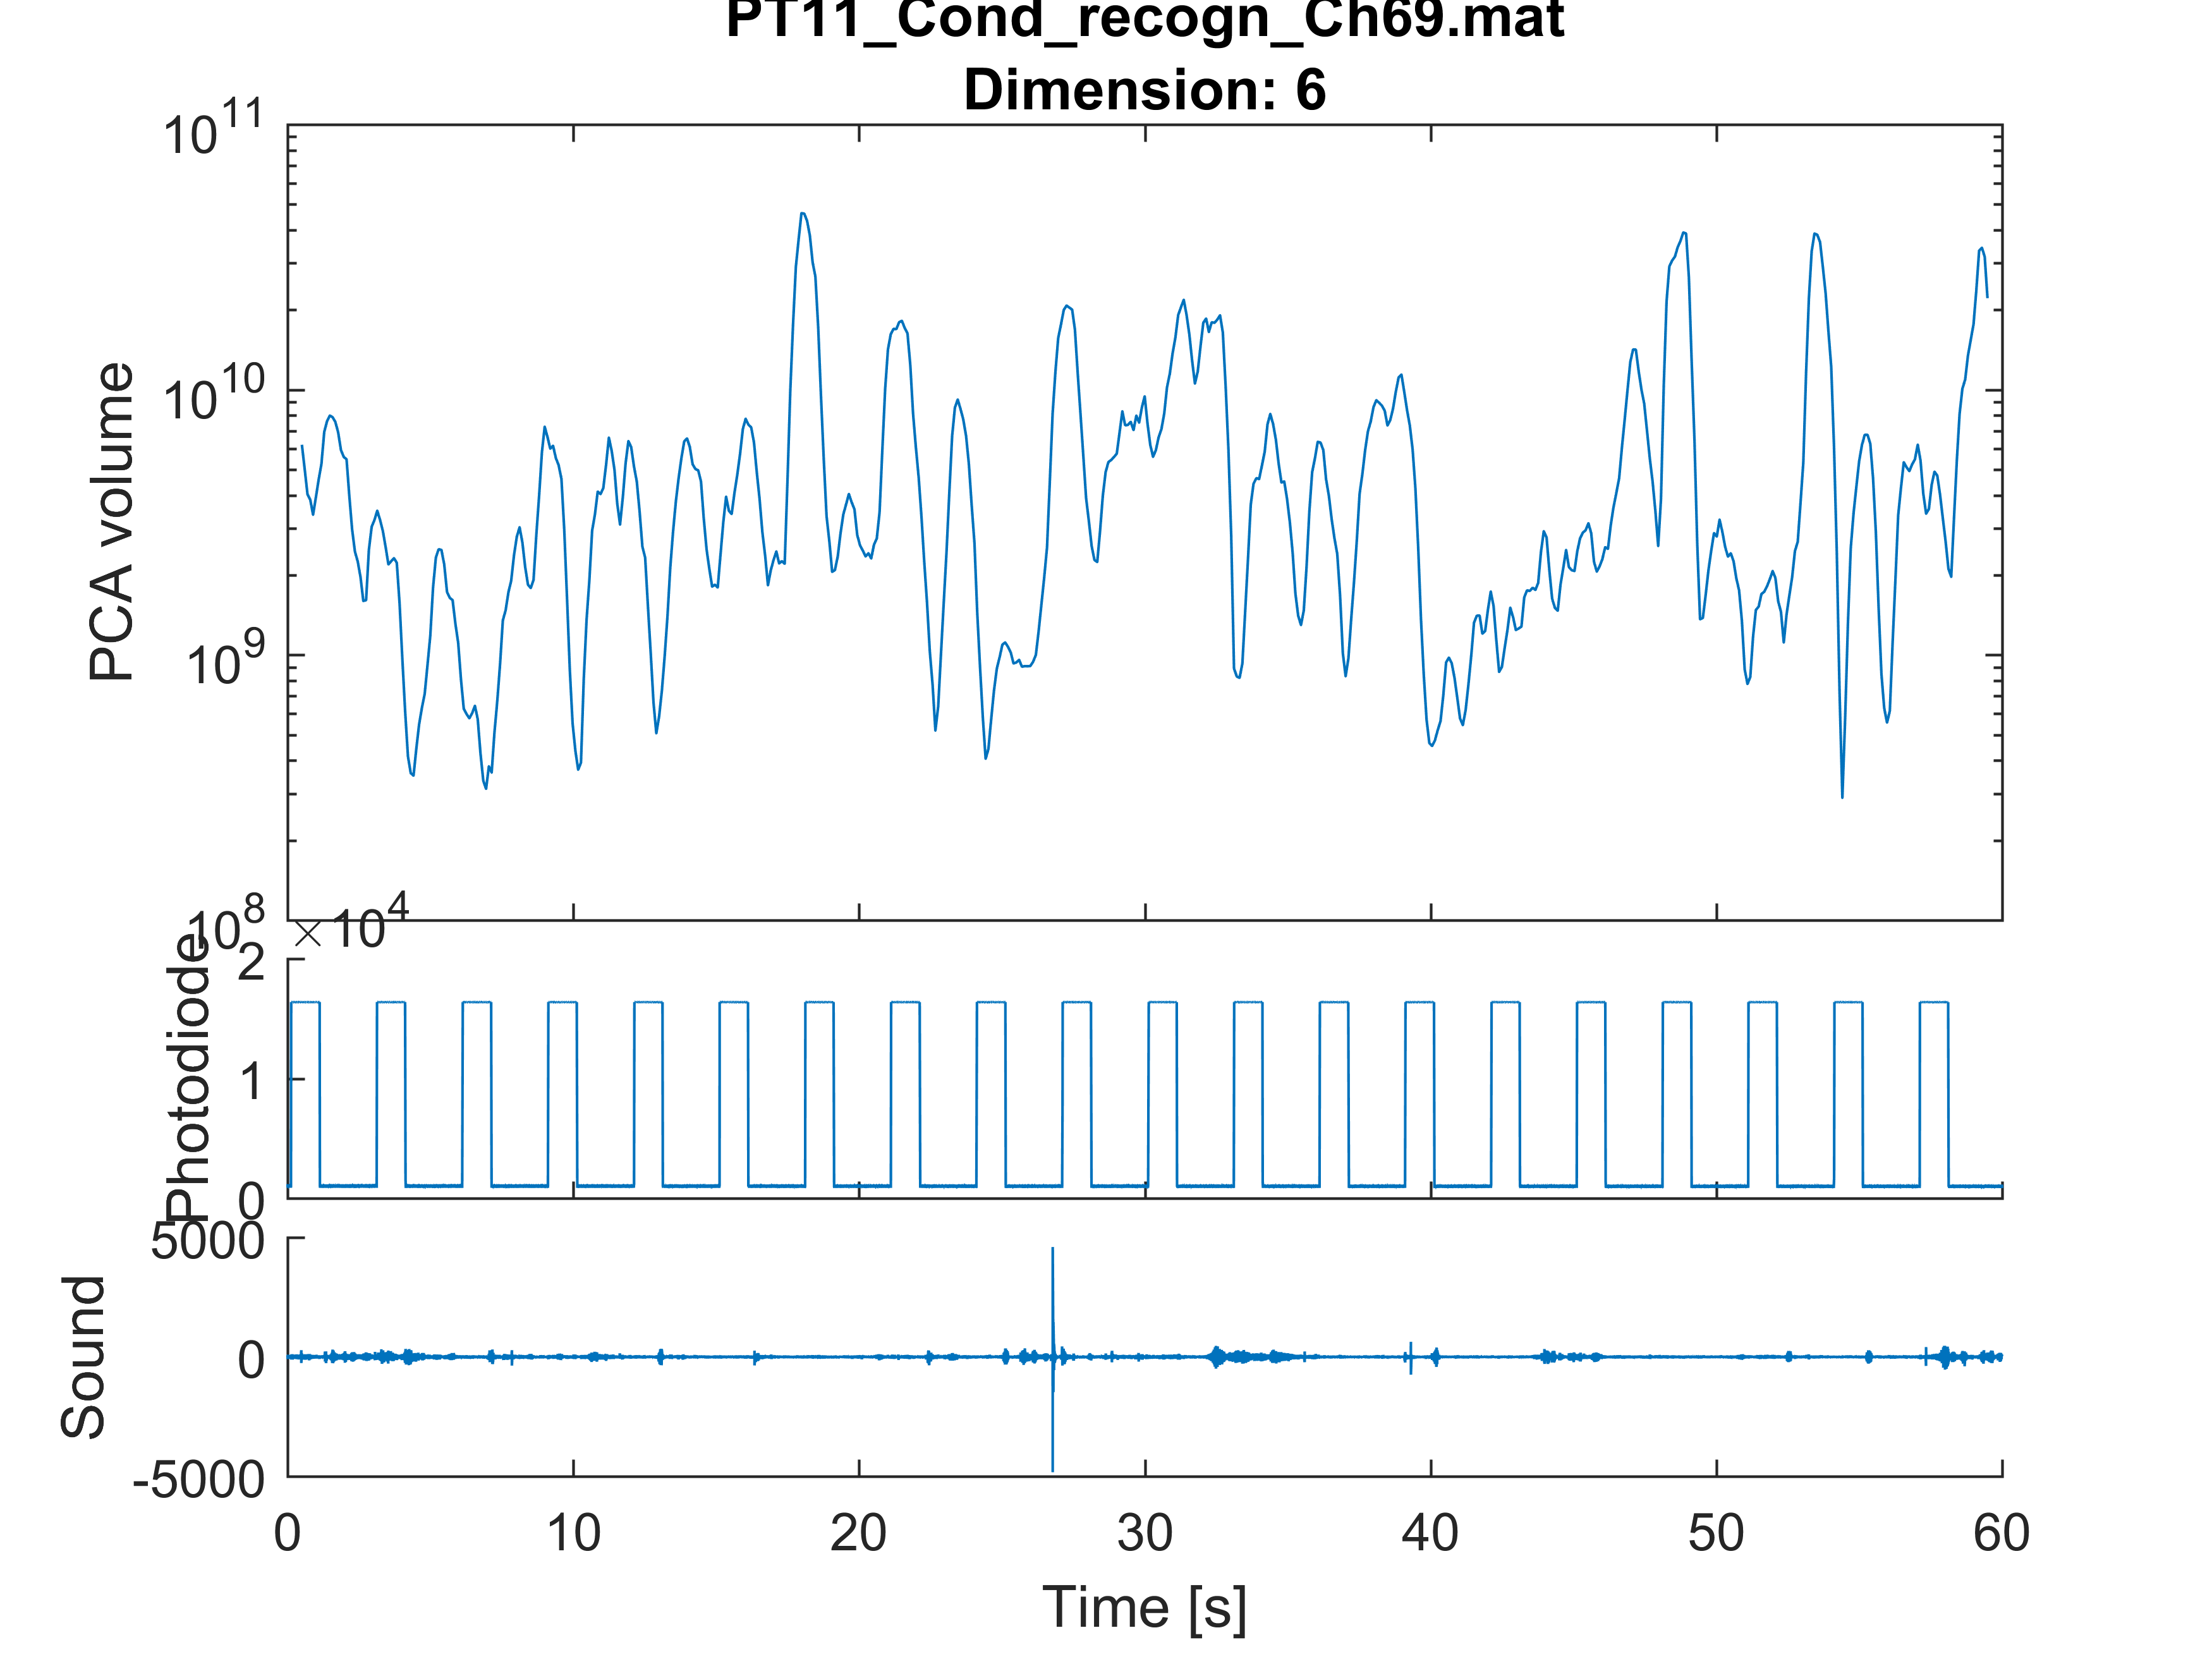 PT11_Cond_recogn_Ch69.mat
Dimension: 6
10^11
10^10
10^9
10^8
PCA volume
× 10^4
2
1
0
Photodiode
5000
0
-5000
Sound
0 10 20 30 40 50 60
Time [s]